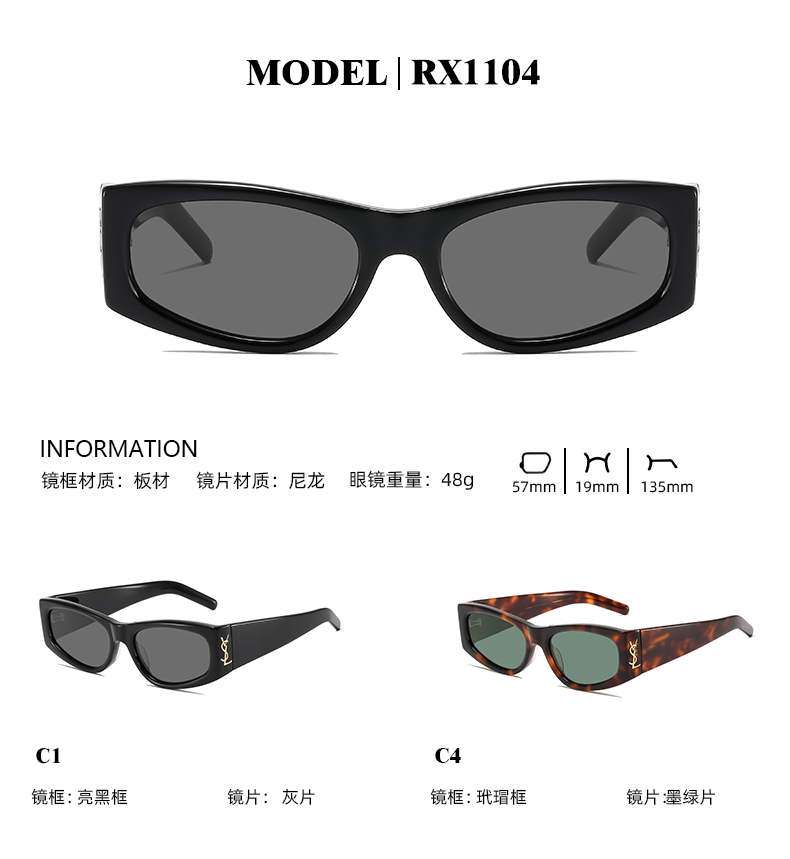 MODEL|RX1104
INFORMATION
镜框材质：板材 镜片材质：尼龙 眼镜重量：48g
57mm 19mm 135mm
YSL YSL
C1 C4
镜框：亮黑框 镜片： 灰片 镜框：玳瑁框 镜片:墨绿片